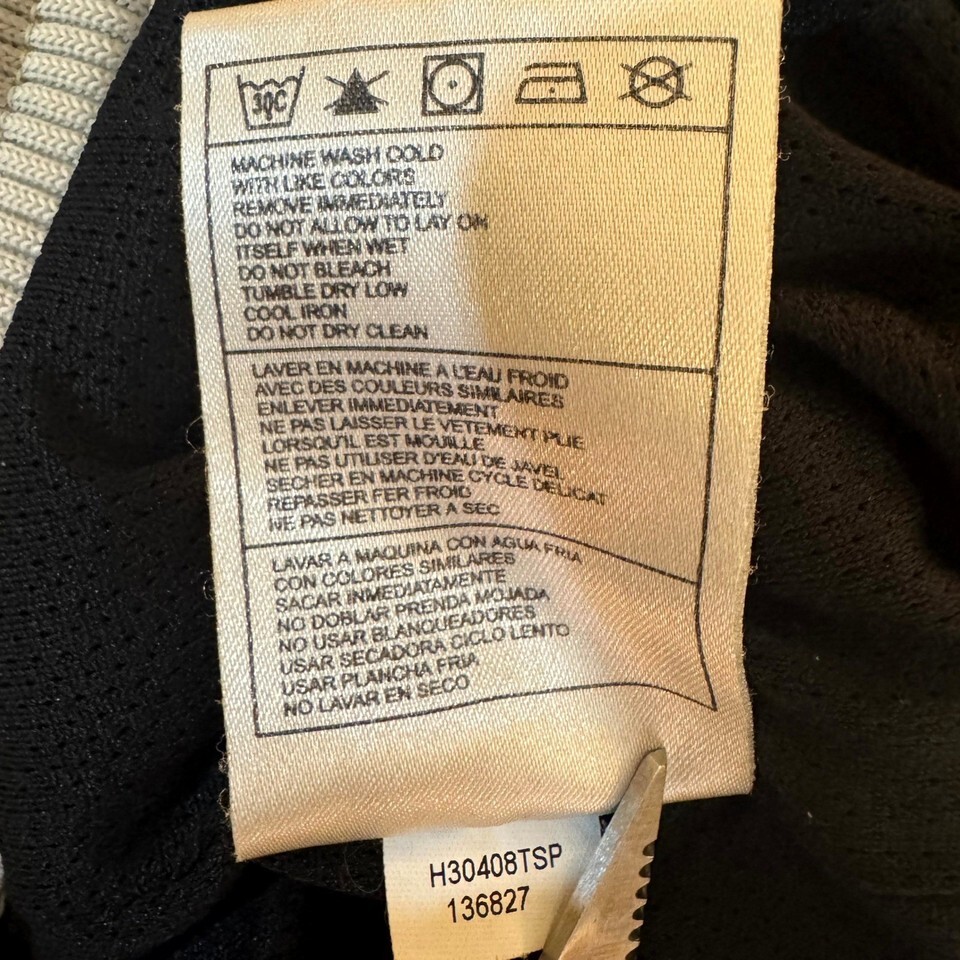 30C
MACHINE WASH COLD
WITH LIKE COLORS
REMOVE IMMEDIATELY
DO NOT ALLOW TO LAY ON
ITSELF WHEN WET
DO NOT BLEACH
TUMBLE DRY LOW
COOL IRON
DO NOT DRY CLEAN
LAVER EN MACHINE A L'EAU FROID
AVEC DES COULEURS SIMILAIRES
ENLEVER IMMEDIATEMENT
NE PAS LAISSER LE VETEMENT PLIE
LORSQU'IL EST MOUILLE
NE PAS UTILISER D'EAU DE JAVEL
SECHER EN MACHINE CYCLE DELICAT
REPASSER FER FROID
NE PAS NETTOYER A SEC
LAVAR A MAQUINA CON AGUA FRIA
CON COLORES SIMILARES
SACAR INMEDIATAMENTE
NO DOBLAR PRENDA MOJADA
NO USAR BLANQUEADORES
USAR SECADORA CICLO LENTO
USAR PLANCHA FRIA
NO LAVAR EN SECO
H30408TSP
136827